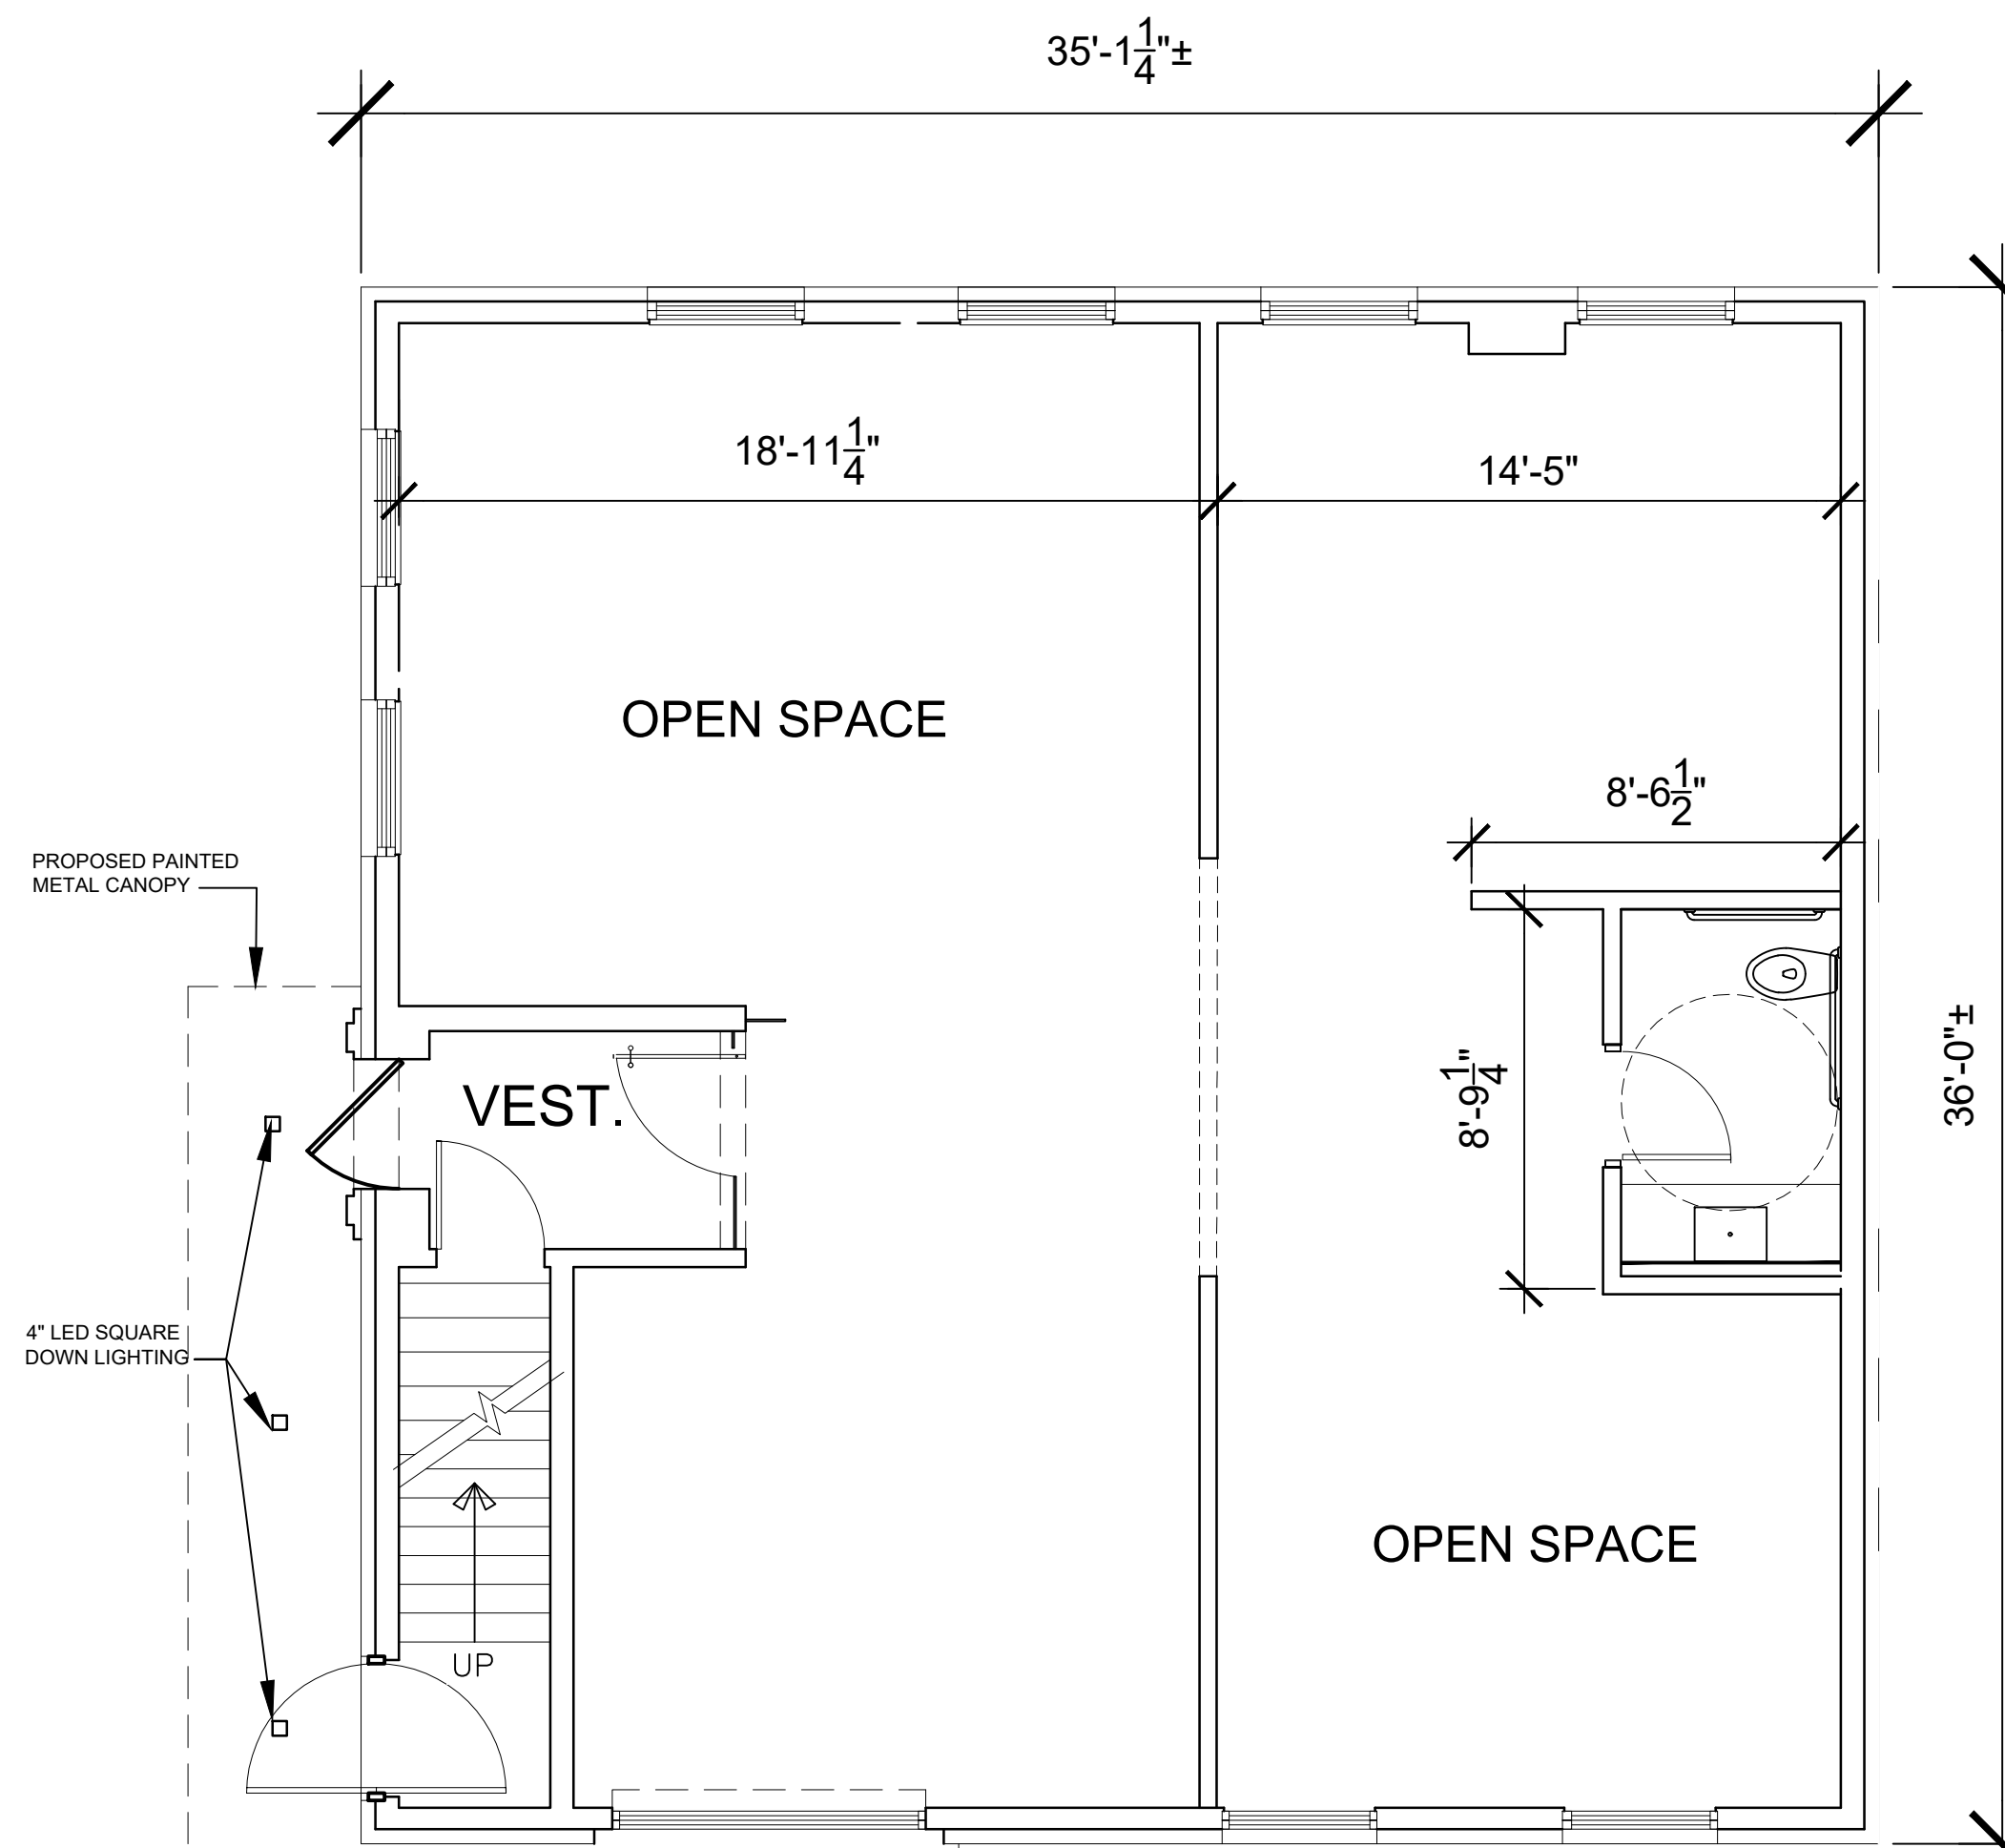 35'-1 1/4"±
18'-11 1/4"
14'-5"
OPEN SPACE
8'-6 1/2"
PROPOSED PAINTED
METAL CANOPY
VEST.
8'-9 1/4"
36'-0"±
4" LED SQUARE
DOWN LIGHTING
OPEN SPACE
UP